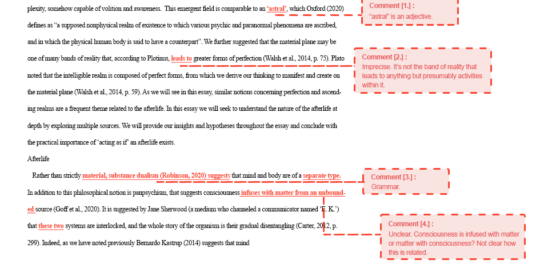 plexity, somehow capable of volition and awareness. This emergent field is comparable to an 'astral', which Oxford (2020)
defines as "a supposed nonphysical realm of existence to which various psychic and paranormal phenomena are ascribed,
and in which the physical human body is said to have a counterpart". We further suggested that the material plane may be
one of many bands of reality that, according to Plotinus, leads to greater forms of perfection (Walsh et al., 2014, p. 75). Plato
noted that the intelligible realm is composed of perfect forms, from which we derive our thinking to manifest and create on
the material plane (Walsh et al., 2014, p. 59). As we will see in this essay, similar notions concerning perfection and ascend-
ing realms are a frequent theme related to the afterlife. In this essay we will seek to understand the nature of the afterlife at
depth by exploring multiple sources. We will provide our insights and hypotheses throughout the essay and conclude with
the practical importance of 'acting as if' an afterlife exists.
Afterlife
Rather than strictly material, substance dualism (Robinson, 2020) suggests that mind and body are of a separate type.
In addition to this philosophical notion is panpsychism, that suggests consciousness infuses with matter from an unbound-
ed source (Goff et al., 2020). It is suggested by Jane Sherwood (a medium who channeled a communicator named 'E. K.')
that these two systems are interlocked, and the whole story of the organism is their gradual disentangling (Carter, 2012, p.
299). Indeed, as we have noted previously Bernardo Kastrup (2014) suggests that mind
Comment [1.] :
"astral" is an adjective.
Comment [2.] :
Imprecise. It's not the band of reality that
leads to anything but presumably activities
within it.
Comment [3.] :
Grammar.
Comment [4.] :
Unclear. Consciousness is infused with matter
or matter with consciousness? Not clear how
this is related.